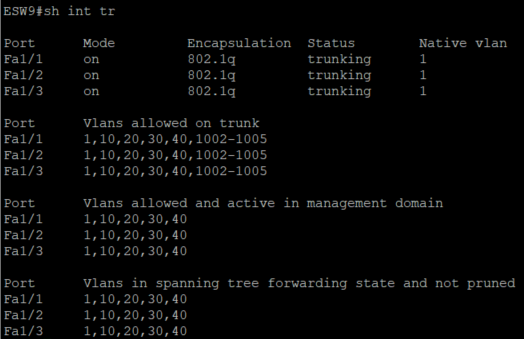 ESW9#sh int tr
Port Mode Encapsulation Status Native vlan
Fa1/1 on 802.1q trunking 1
Fa1/2 on 802.1q trunking 1
Fa1/3 on 802.1q trunking 1
Port Vlans allowed on trunk
Fa1/1 1,10,20,30,40,1002-1005
Fa1/2 1,10,20,30,40,1002-1005
Fa1/3 1,10,20,30,40,1002-1005
Port Vlans allowed and active in management domain
Fa1/1 1,10,20,30,40
Fa1/2 1,10,20,30,40
Fa1/3 1,10,20,30,40
Port Vlans in spanning tree forwarding state and not pruned
Fa1/1 1,10,20,30,40
Fa1/2 1,10,20,30,40
Fa1/3 1,10,20,30,40